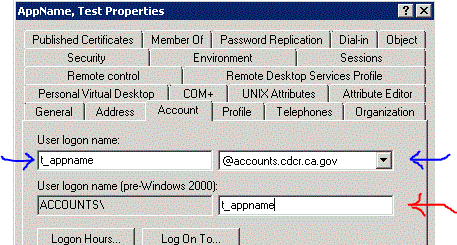 AppName, Test Properties
Published Certificates Member Of Password Replication Dial-in Object
Security Environment Sessions
Remote control Remote Desktop Services Profile
Personal Virtual Desktop COM+ UNIX Attributes Attribute Editor
General Address Account Profile Telephones Organization
User logon name:
t_appname @accounts.cdcr.ca.gov
User logon name (pre-Windows 2000):
ACCOUNTS\ t_appname
Logon Hours... Log On To...